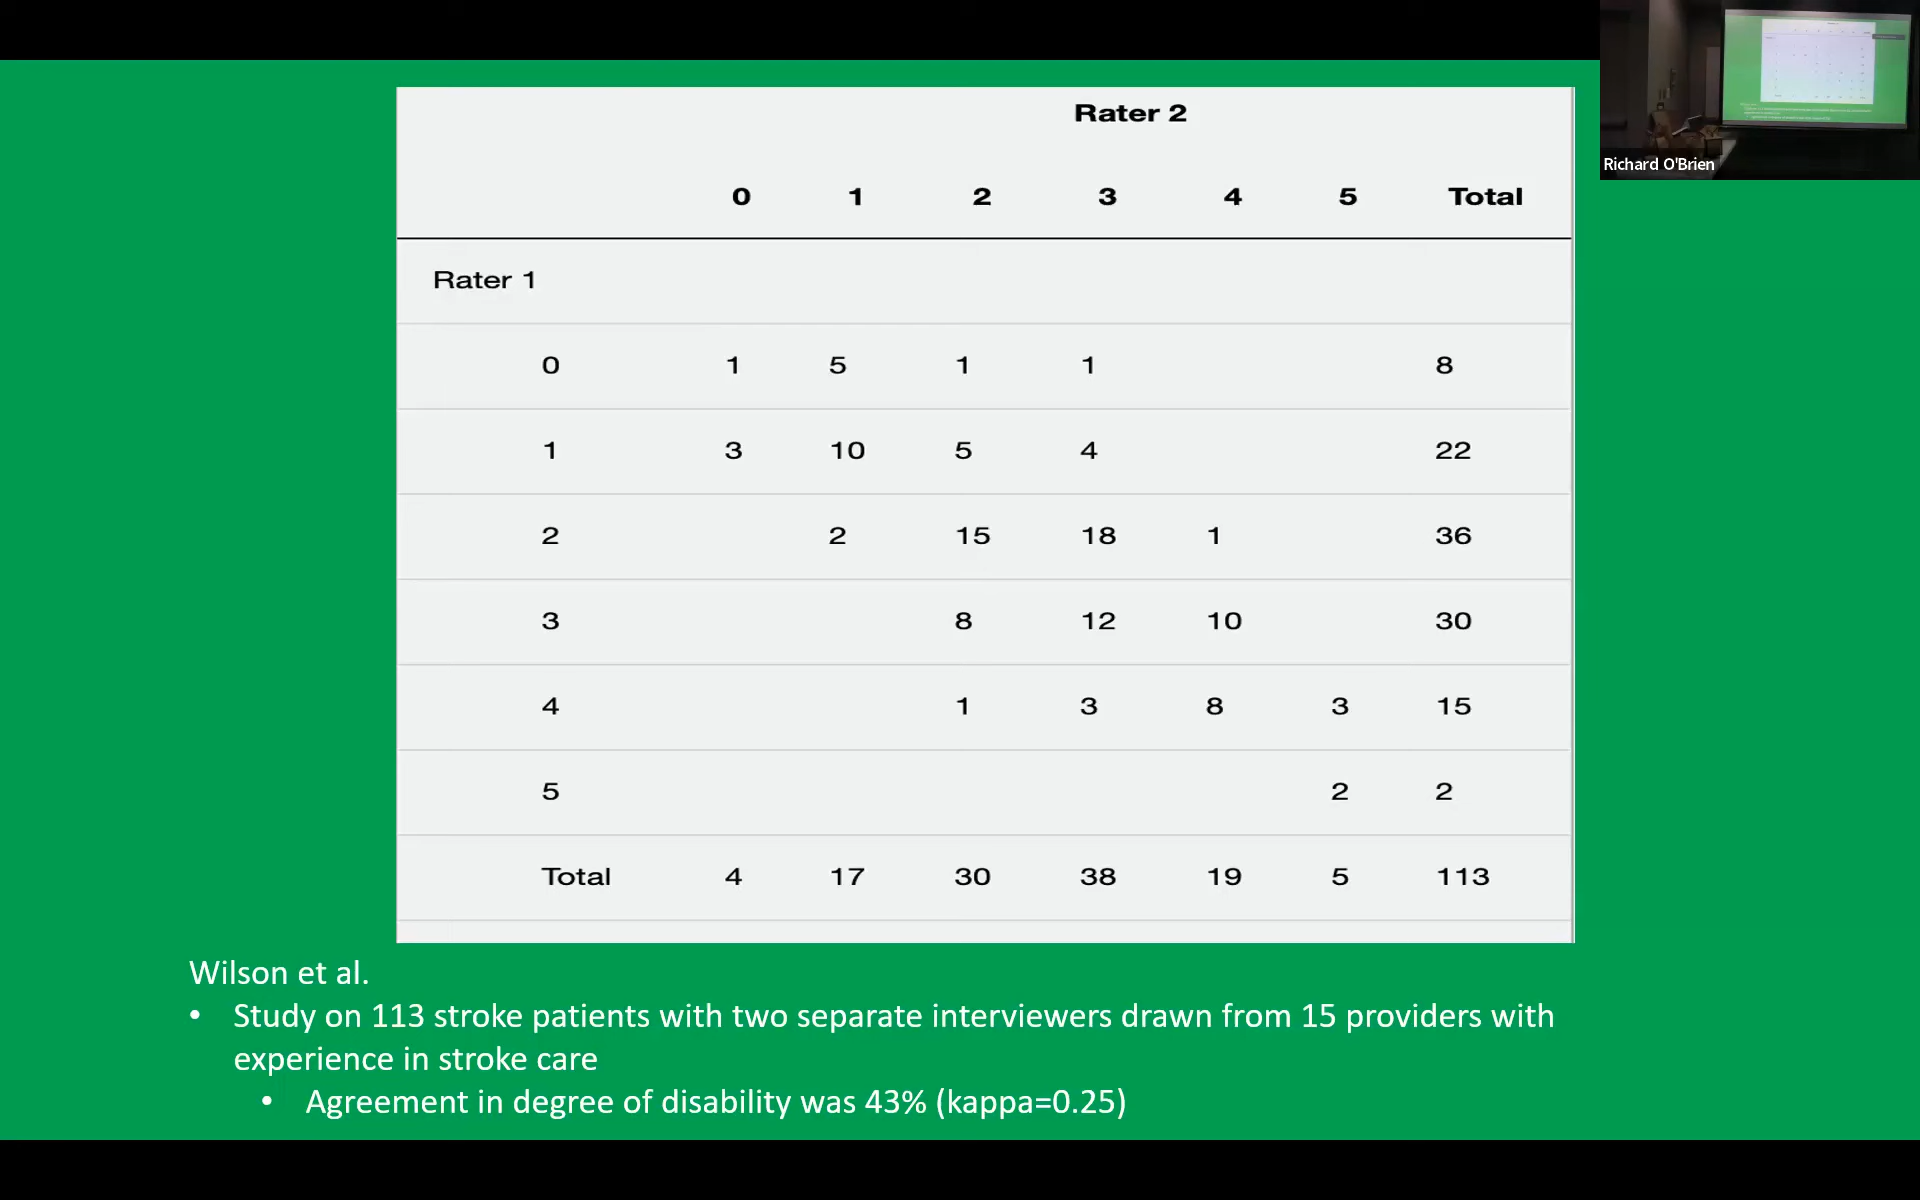 Rater 2
0 1 2 3 4 5 Total
Rater 1
0 1 5 1 1 8
1 3 10 5 4 22
2 2 15 18 1 36
3 8 12 10 30
4 1 3 8 3 15
5 2 2
Total 4 17 30 38 19 5 113
Wilson et al.
• Study on 113 stroke patients with two separate interviewers drawn from 15 providers with
experience in stroke care
• Agreement in degree of disability was 43% (kappa=0.25)
Richard O'Brien